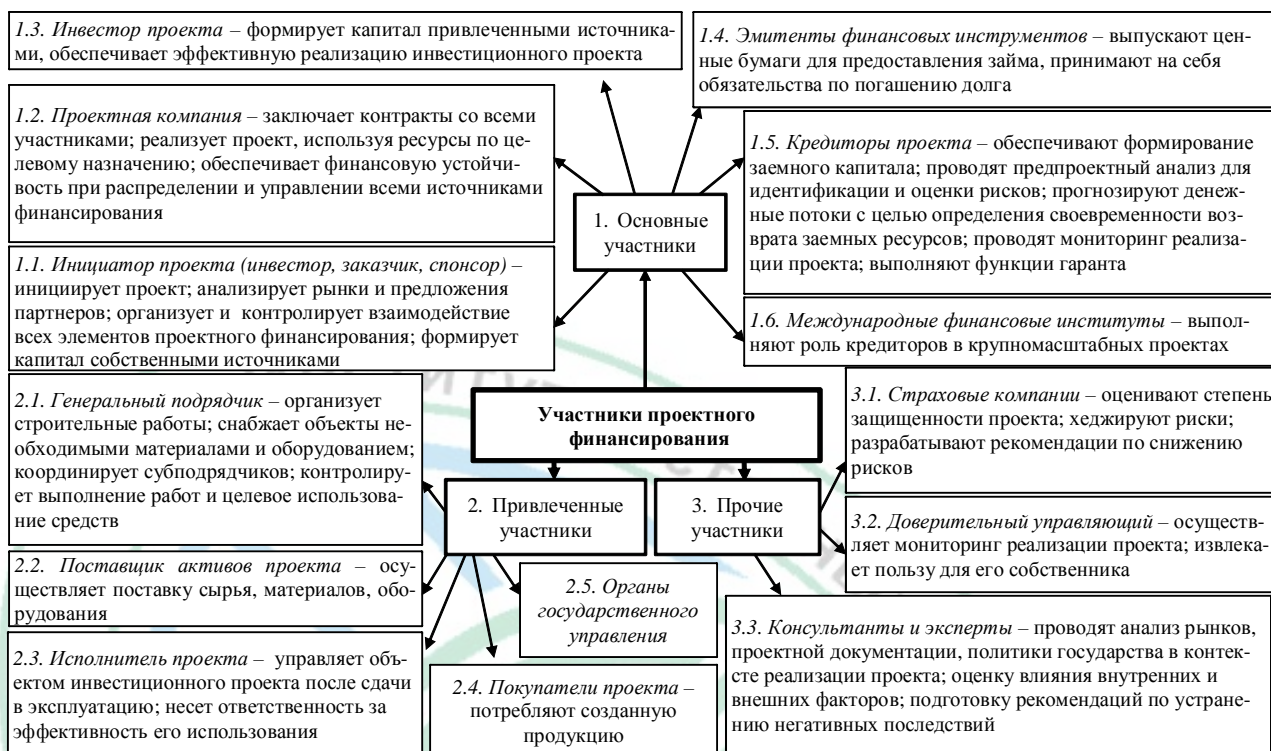 1.3. Инвестор проекта – формирует капитал привлеченными источника-
ми, обеспечивает эффективную реализацию инвестиционного проекта
1.4. Эмитенты финансовых инструментов – выпускают цен-
ные бумаги для предоставления займа, принимают на себя
обязательства по погашению долга
1.2. Проектная компания – заключает контракты со всеми
участниками; реализует проект, используя ресурсы по це-
левому назначению; обеспечивает финансовую устойчи-
вость при распределении и управлении всеми источниками
финансирования
1.5. Кредиторы проекта – обеспечивают формирование
заемного капитала; проводят предпроектный анализ для
идентификации и оценки рисков; прогнозируют денеж-
ные потоки с целью определения своевременности воз-
врата заемных ресурсов; проводят мониторинг реализа-
ции проекта; выполняют функции гаранта
1. Основные
участники
1.1. Инициатор проекта (инвестор, заказчик, спонсор) –
инициирует проект; анализирует рынки и предложения
партнеров; организует и контролирует взаимодействие
всех элементов проектного финансирования; формирует
капитал собственными источниками
1.6. Международные финансовые институты – выпол-
няют роль кредиторов в крупномасштабных проектах
Участники проектного
финансирования
2.1. Генеральный подрядчик – организует
строительные работы; снабжает объекты не-
обходимыми материалами и оборудованием;
координирует субподрядчиков; контролиру-
ет выполнение работ и целевое использова-
ние средств
3.1. Страховые компании – оценивают степень
защищенности проекта; хеджируют риски;
разрабатывают рекомендации по снижению
рисков
2. Привлеченные
участники
3. Прочие
участники
3.2. Доверительный управляющий – осуществ-
ляет мониторинг реализации проекта; извлека-
ет пользу для его собственника
2.2. Поставщик активов проекта – осу-
ществляет поставку сырья, материалов, обо-
рудования
2.5. Органы
государственного
управления
2.3. Исполнитель проекта – управляет объ-
ектом инвестиционного проекта после сдачи
в эксплуатацию; несет ответственность за
эффективность его использования
2.4. Покупатели проекта –
потребляют созданную
продукцию
3.3. Консультанты и эксперты – проводят анализ рынков,
проектной документации, политики государства в контек-
сте реализации проекта; оценку влияния внутренних и
внешних факторов; подготовку рекомендаций по устране-
нию негативных последствий